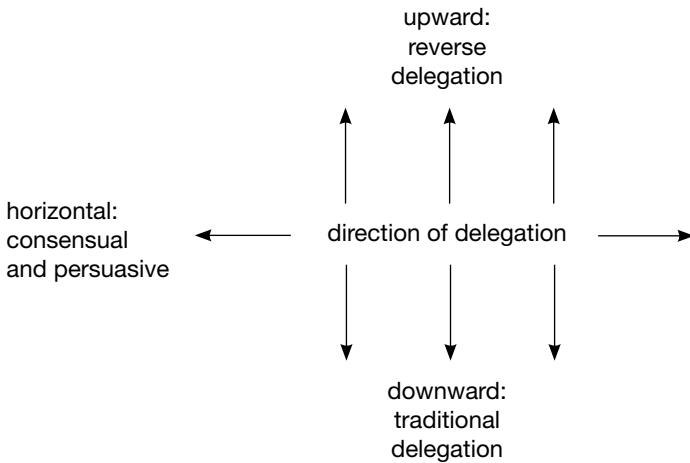 upward:
reverse
delegation
horizontal:
consensual
and persuasive
direction of delegation
downward:
traditional
delegation